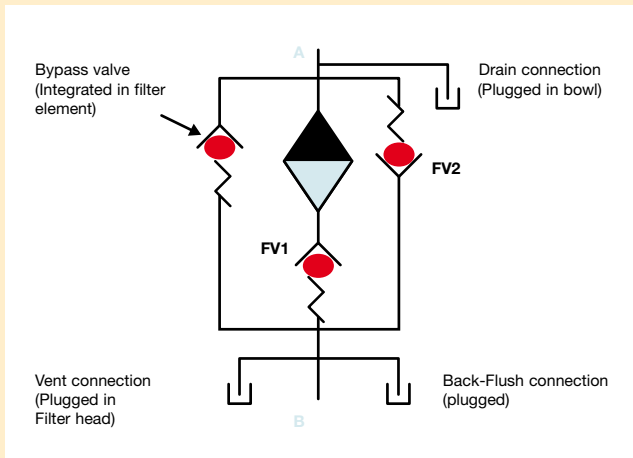 A
Bypass valve
(Integrated in filter
element)
Drain connection
(Plugged in bowl)
FV2
FV1
Vent connection
(Plugged in
Filter head)
Back-Flush connection
(plugged)
B